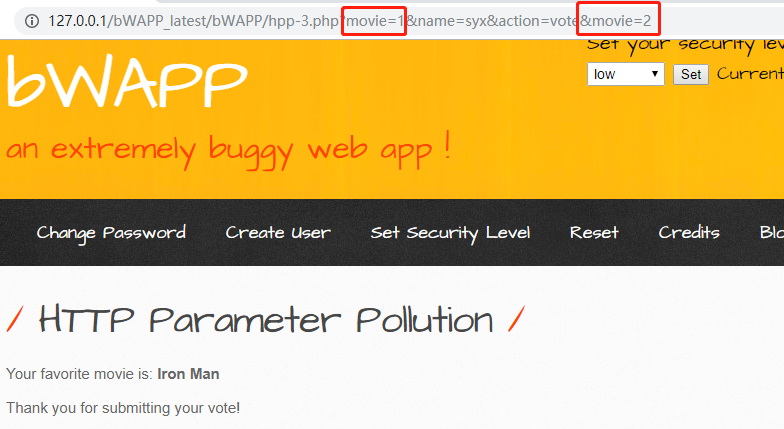 127.0.0.1/bWAPP_latest/bWAPP/hpp-3.php?movie=1&name=syx&action=vote&movie=2
Set your security lev
bWAPP
low Set Current
an extremely buggy web app !
Change Password Create User Set Security Level Reset Credits Blo
/ HTTP Parameter Pollution /
Your favorite movie is: Iron Man
Thank you for submitting your vote!